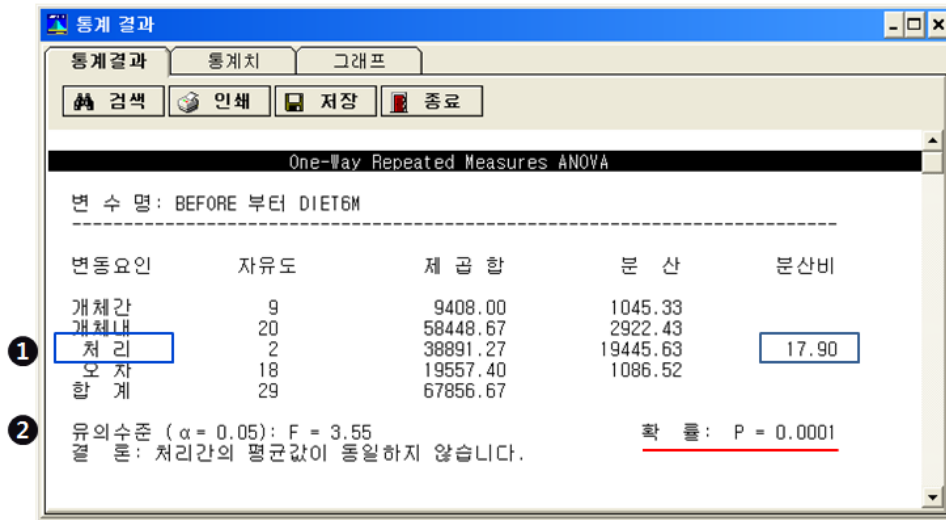 통계 결과
통계결과 통계치 그래프
검색 인쇄 저장 종료
One-Way Repeated Measures ANOVA
변 수 명: BEFORE 부터 DIET6M
변동요인 자유도 제 곱 합 분 산 분산비
개체간 9 9408.00 1045.33
개체내 20 58448.67 2922.43
❶ 처 리 2 38891.27 19445.63 17.90
오 차 18 19557.40 1086.52
합 계 29 67856.67
❷ 유의수준 (α= 0.05): F = 3.55 확 률: P = 0.0001
결 론: 처리간의 평균값이 동일하지 않습니다.